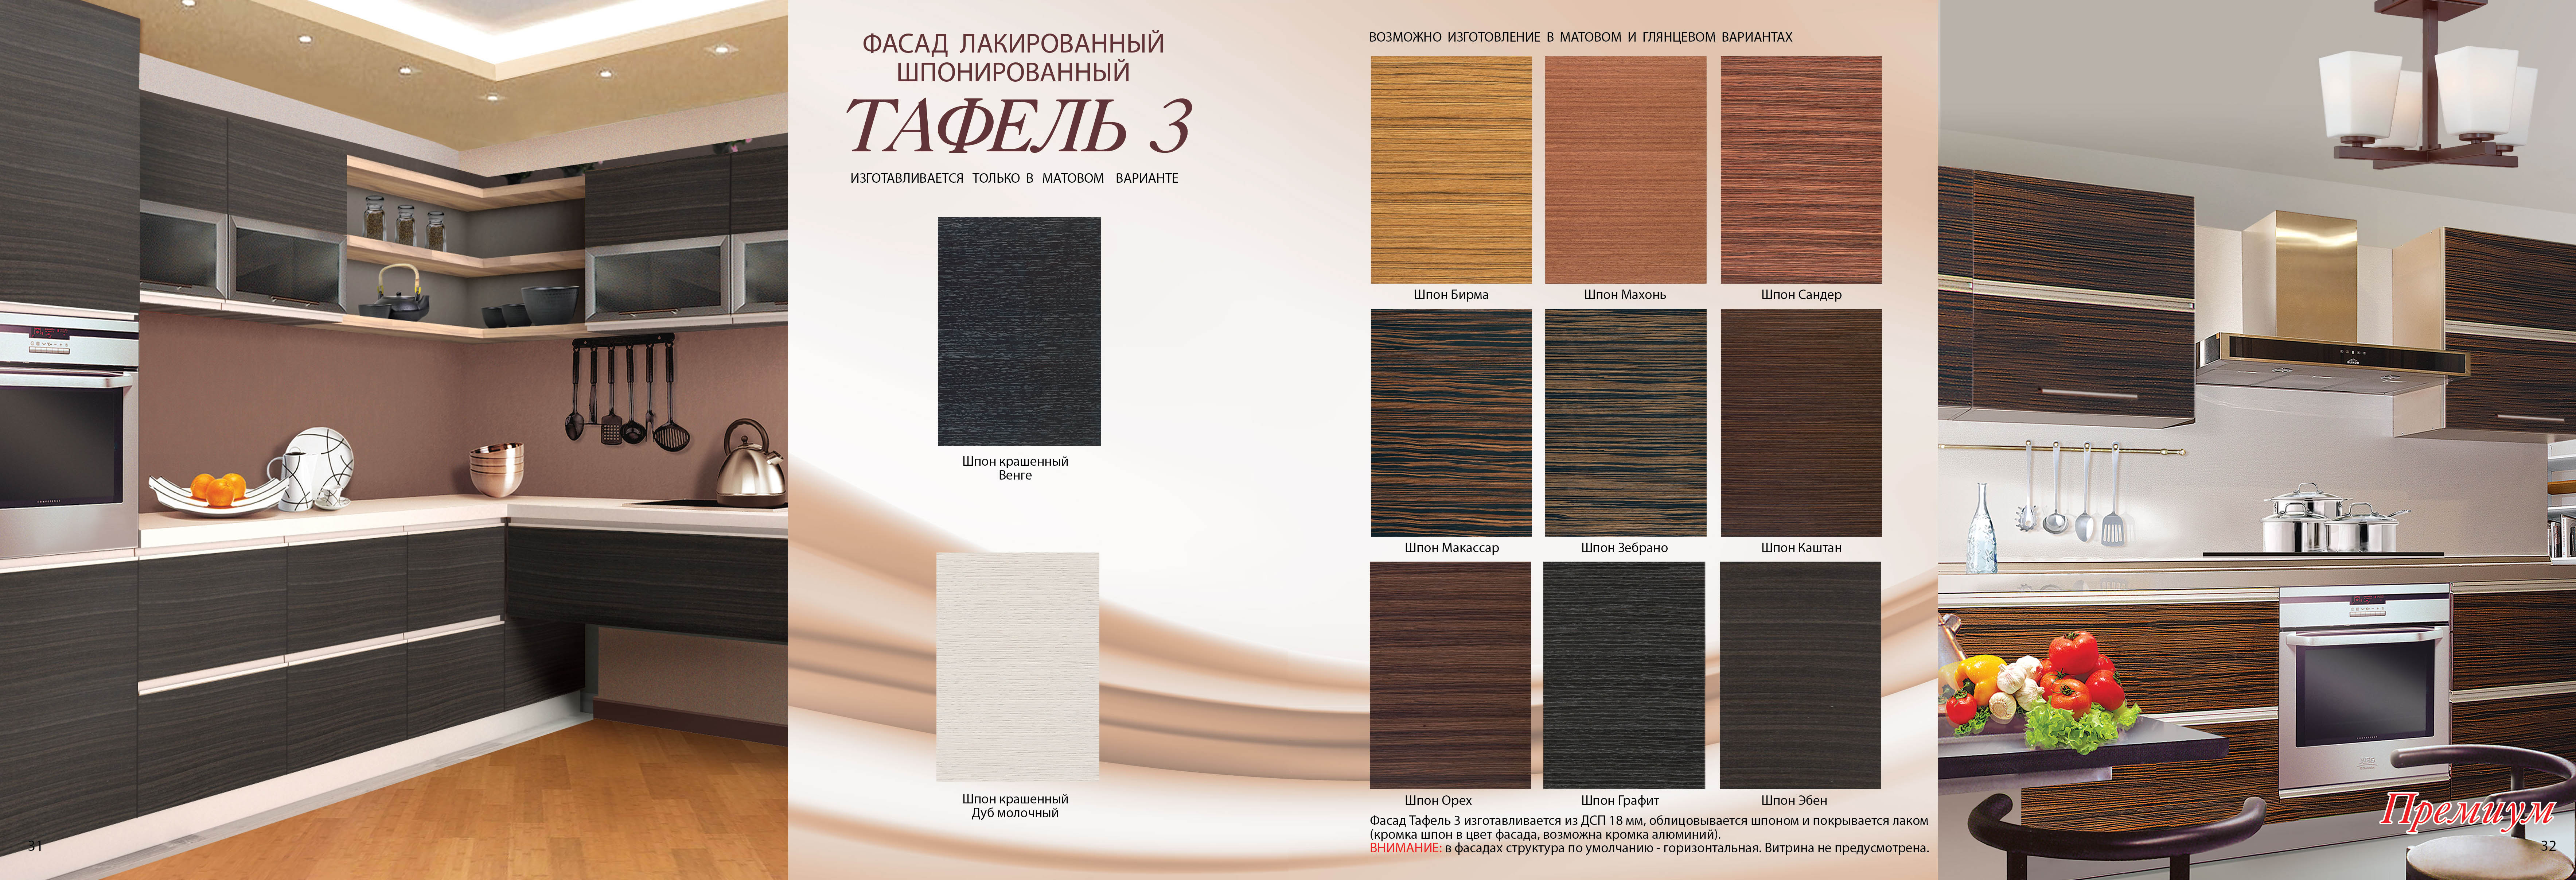 ФАСАД ЛАКИРОВАННЫЙ
ШПОНИРОВАННЫЙ
ТАФЕЛЬ 3
ИЗГОТАВЛИВАЕТСЯ ТОЛЬКО В МАТОВОМ ВАРИАНТЕ
Шпон крашенный
Венге
Шпон крашенный
Дуб молочный
ВОЗМОЖНО ИЗГОТОВЛЕНИЕ В МАТОВОМ И ГЛЯНЦЕВОМ ВАРИАНТАХ
Шпон Бирма
Шпон Махонь
Шпон Сандер
Шпон Макассар
Шпон Зебрано
Шпон Каштан
Шпон Орех
Шпон Графит
Шпон Эбен
Фасад Тафель 3 изготавливается из ДСП 18 мм, облицовывается шпоном и покрывается лаком
(кромка шпон в цвет фасада, возможна кромка алюминий).
ВНИМАНИЕ: в фасадах структура по умолчанию - горизонтальная. Витрина не предусмотрена.
Премиум
31
32